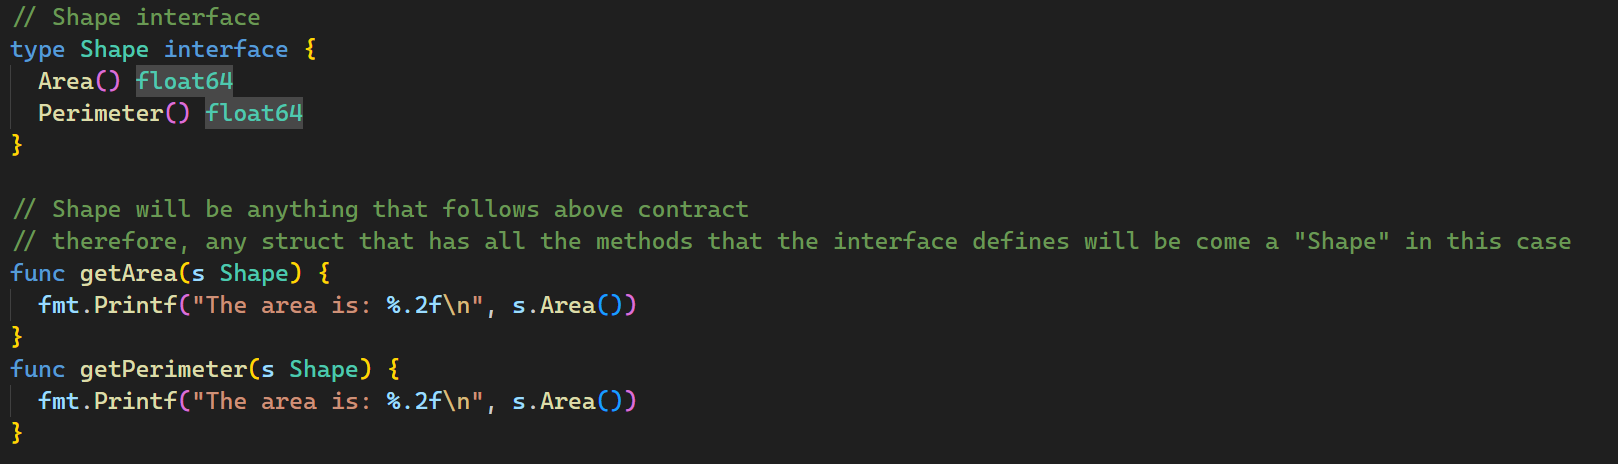 // Shape interface
type Shape interface {
Area() float64
Perimeter() float64
}
// Shape will be anything that follows above contract
// therefore, any struct that has all the methods that the interface defines will be come a "Shape" in this case
func getArea(s Shape) {
fmt.Printf("The area is: %.2f\n", s.Area())
}
func getPerimeter(s Shape) {
fmt.Printf("The area is: %.2f\n", s.Area())
}